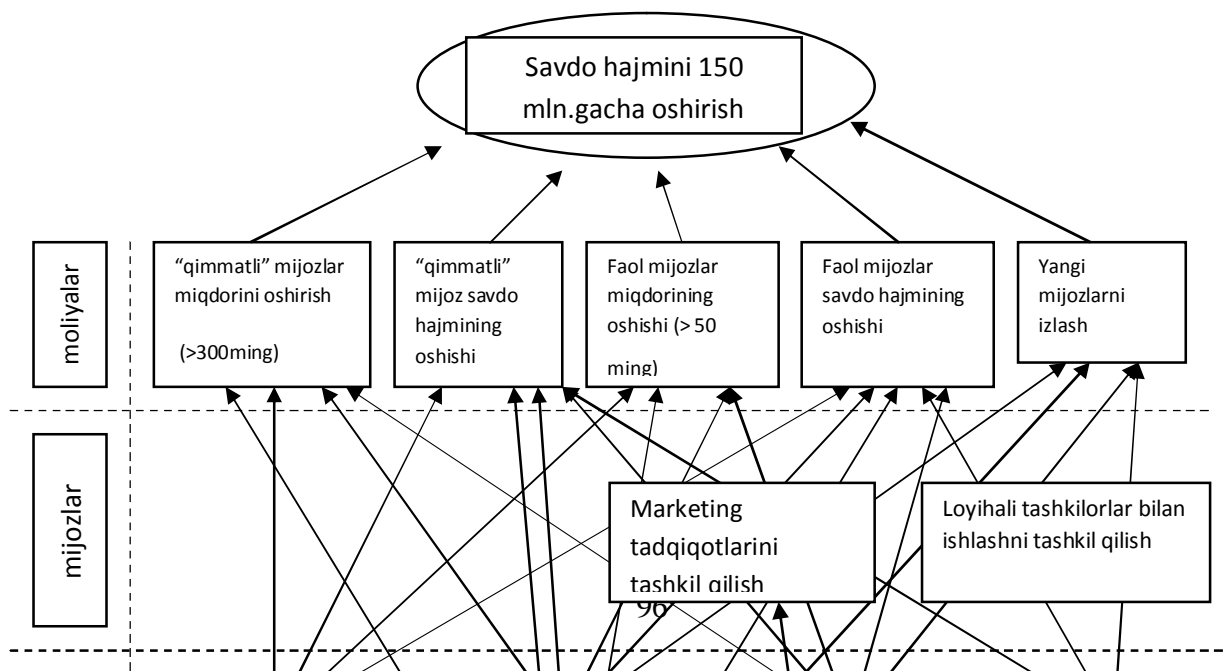 Savdo hajmini 150
mln.gacha oshirish
moliyalar
“qimmatli” mijozlar
miqdorini oshirish
(>300ming)
“qimmatli”
mijoz savdo
hajmining
oshishi
Faol mijozlar
miqdorining
oshishi (> 50
ming)
Faol mijozlar
savdo hajmining
oshishi
Yangi
mijozlarni
izlash
mijozlar
Marketing
tadqiqotlarini
tashkil qilish
Loyihali tashkilorlar bilan
ishlashni tashkil qilish
96